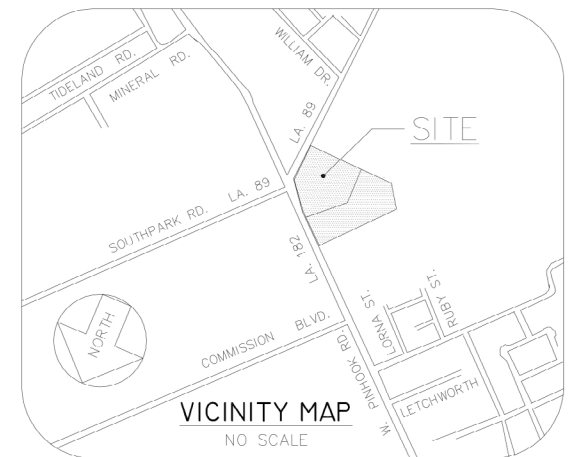 TIDELAND RD.
MINERAL RD.
WILLIAM DR.
LA. 89
SITE
SOUTHPARK RD.
LA. 89
LA. 182
NORTH
COMMISSION BLVD.
LORNA ST.
RUBY ST.
W. PINHOOK RD.
LETCHWORTH
VICINITY MAP
NO SCALE